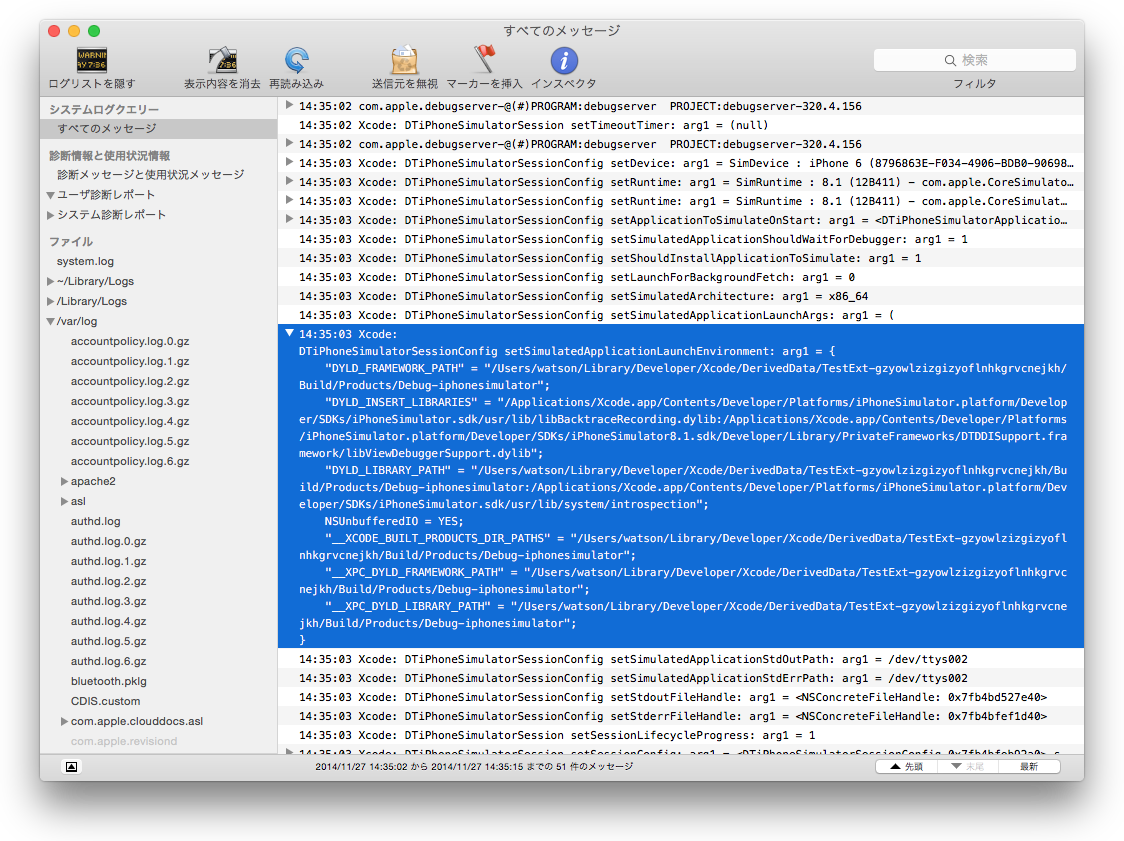 すべてのメッセージ
WARNIN
AY 7:36
7:36
ログリストを隠す
表示内容を消去
再読み込み
送信元を無視
マーカーを挿入
インスペクタ
検索
フィルタ
システムログクエリー
すべてのメッセージ
診断情報と使用状況情報
診断メッセージと使用状況メッセージ
ユーザ診断レポート
システム診断レポート
ファイル
system.log
~/Library/Logs
/Library/Logs
/var/log
accountpolicy.log.0.gz
accountpolicy.log.1.gz
accountpolicy.log.2.gz
accountpolicy.log.3.gz
accountpolicy.log.4.gz
accountpolicy.log.5.gz
accountpolicy.log.6.gz
apache2
asl
authd.log
authd.log.0.gz
authd.log.1.gz
authd.log.2.gz
authd.log.3.gz
authd.log.4.gz
authd.log.5.gz
authd.log.6.gz
bluetooth.pklg
CDIS.custom
com.apple.clouddocs.asl
com.apple.revisiond
14:35:02 com.apple.debugserver-@(#)PROGRAM:debugserver  PROJECT:debugserver-320.4.156
14:35:02 Xcode: DTiPhoneSimulatorSession setTimeoutTimer: arg1 = (null)
14:35:02 com.apple.debugserver-@(#)PROGRAM:debugserver  PROJECT:debugserver-320.4.156
14:35:03 Xcode: DTiPhoneSimulatorSessionConfig setDevice: arg1 = SimDevice : iPhone 6 (8796863E-F034-4906-BDB0-90698…
14:35:03 Xcode: DTiPhoneSimulatorSessionConfig setRuntime: arg1 = SimRuntime : 8.1 (12B411) – com.apple.CoreSimulato…
14:35:03 Xcode: DTiPhoneSimulatorSessionConfig setRuntime: arg1 = SimRuntime : 8.1 (12B411) – com.apple.CoreSimulat…
14:35:03 Xcode: DTiPhoneSimulatorSessionConfig setApplicationToSimulateOnStart: arg1 = <DTiPhoneSimulatorApplicatio…
14:35:03 Xcode: DTiPhoneSimulatorSessionConfig setSimulatedApplicationShouldWaitForDebugger: arg1 = 1
14:35:03 Xcode: DTiPhoneSimulatorSessionConfig setShouldInstallApplicationToSimulate: arg1 = 1
14:35:03 Xcode: DTiPhoneSimulatorSessionConfig setLaunchForBackgroundFetch: arg1 = 0
14:35:03 Xcode: DTiPhoneSimulatorSessionConfig setSimulatedArchitecture: arg1 = x86_64
14:35:03 Xcode: DTiPhoneSimulatorSessionConfig setSimulatedApplicationLaunchArgs: arg1 = (
14:35:03 Xcode:
DTiPhoneSimulatorSessionConfig setSimulatedApplicationLaunchEnvironment: arg1 = {
"DYLD_FRAMEWORK_PATH" = "/Users/watson/Library/Developer/Xcode/DerivedData/TestExt-gzyowlzizgizyoflnhkgrvcnejkh/
Build/Products/Debug-iphonesimulator";
"DYLD_INSERT_LIBRARIES" = "/Applications/Xcode.app/Contents/Developer/Platforms/iPhoneSimulator.platform/Develop
er/SDKs/iPhoneSimulator.sdk/usr/lib/libBacktraceRecording.dylib:/Applications/Xcode.app/Contents/Developer/Platforms
/iPhoneSimulator.platform/Developer/SDKs/iPhoneSimulator8.1.sdk/Developer/Library/PrivateFrameworks/DTDDISupport.fra
mework/libViewDebuggerSupport.dylib";
"DYLD_LIBRARY_PATH" = "/Users/watson/Library/Developer/Xcode/DerivedData/TestExt-gzyowlzizgizyoflnhkgrvcnejkh/Bu
ild/Products/Debug-iphonesimulator:/Applications/Xcode.app/Contents/Developer/Platforms/iPhoneSimulator.platform/Dev
eloper/SDKs/iPhoneSimulator.sdk/usr/lib/system/introspection";
NSUnbufferedIO = YES;
"__XCODE_BUILT_PRODUCTS_DIR_PATHS" = "/Users/watson/Library/Developer/Xcode/DerivedData/TestExt-gzyowlzizgizyofl
nhkgrvcnejkh/Build/Products/Debug-iphonesimulator";
"__XPC_DYLD_FRAMEWORK_PATH" = "/Users/watson/Library/Developer/Xcode/DerivedData/TestExt-gzyowlzizgizyoflnhkgrvc
nejkh/Build/Products/Debug-iphonesimulator";
"__XPC_DYLD_LIBRARY_PATH" = "/Users/watson/Library/Developer/Xcode/DerivedData/TestExt-gzyowlzizgizyoflnhkgrvcne
jkh/Build/Products/Debug-iphonesimulator";
}
14:35:03 Xcode: DTiPhoneSimulatorSessionConfig setSimulatedApplicationStdOutPath: arg1 = /dev/ttys002
14:35:03 Xcode: DTiPhoneSimulatorSessionConfig setSimulatedApplicationStdErrPath: arg1 = /dev/ttys002
14:35:03 Xcode: DTiPhoneSimulatorSessionConfig setStdoutFileHandle: arg1 = <NSConcreteFileHandle: 0x7fb4bd527e40>
14:35:03 Xcode: DTiPhoneSimulatorSessionConfig setStderrFileHandle: arg1 = <NSConcreteFileHandle: 0x7fb4bfef1d40>
14:35:03 Xcode: DTiPhoneSimulatorSession setSessionLifecycleProgress: arg1 = 1
14:35:03 Xcode: DTiPhoneSimulatorSession setSessionConfig: arg1 = <DTiPhoneSimulatorSessionConfig
2014/11/27 14:35:02 から 2014/11/27 14:35:15 までの 51 件のメッセージ
先頭
末尾
最新